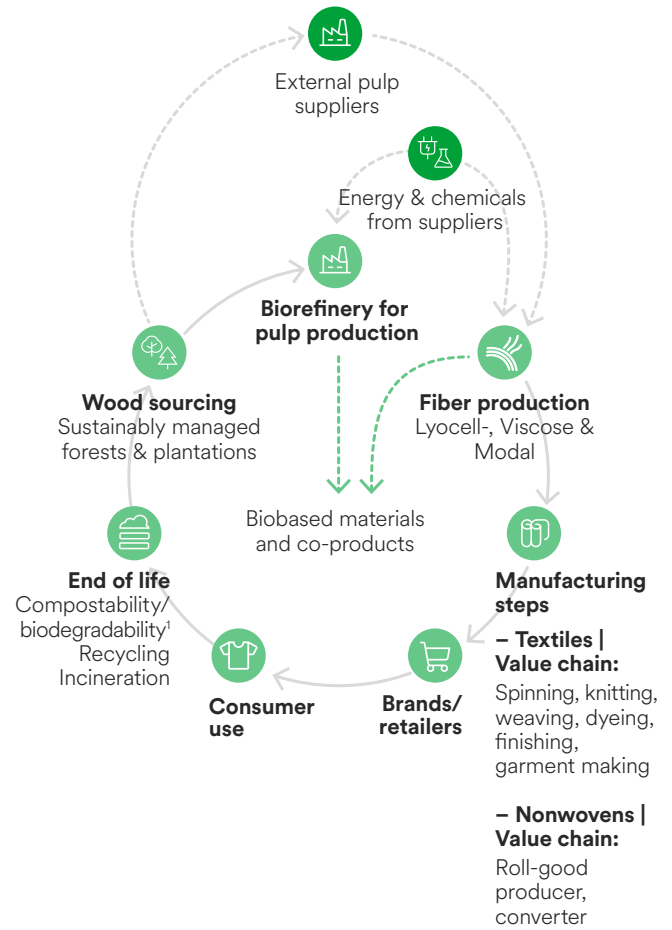 External pulp
suppliers
Energy & chemicals
from suppliers
Biorefinery for
pulp production
Wood sourcing
Sustainably managed
forests & plantations
Fiber production
Lyocell-, Viscose &
Modal
Biobased materials
and co-products
End of life
Compostability/
biodegradability¹
Recycling
Incineration
Manufacturing
steps
– Textiles |
Value chain:
Spinning, knitting,
weaving, dyeing,
finishing,
garment making
– Nonwovens |
Value chain:
Roll-good
producer,
converter
Brands/
retailers
Consumer
use